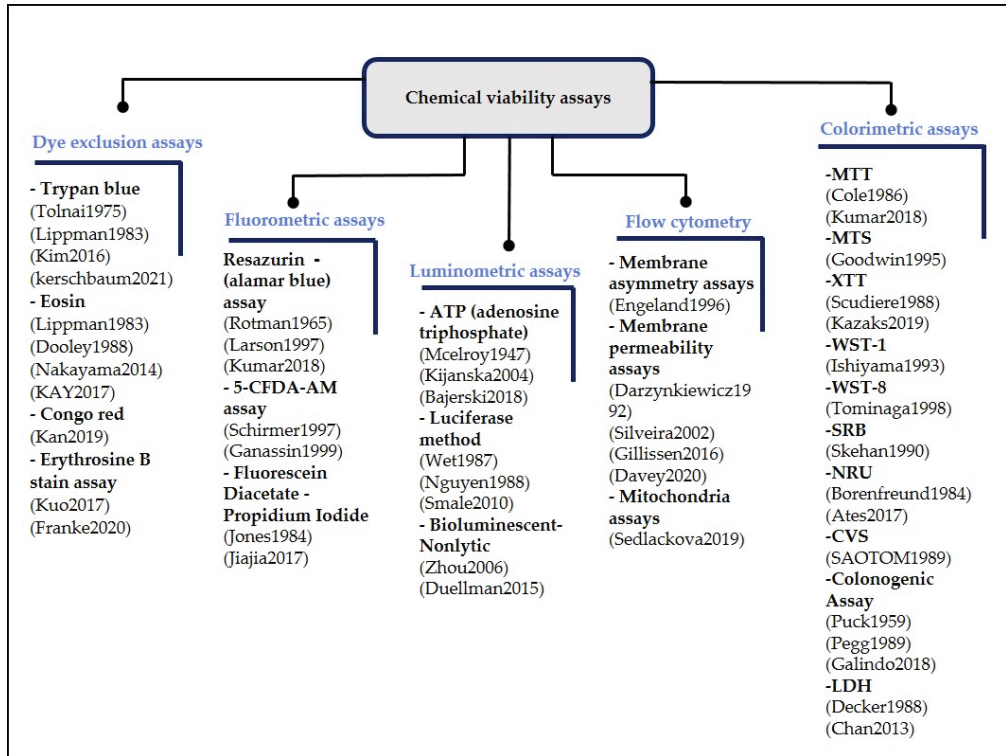 Chemical viability assays
Dye exclusion assays
- Trypan blue
(Tolnai1975)
(Lippman1983)
(Kim2016)
(kerschbaum2021)
- Eosin
(Lippman1983)
(Dooley1988)
(Nakayama2014)
(KAY2017)
- Congo red
(Kan2019)
- Erythrosine B
stain assay
(Kuo2017)
(Franke2020)
Fluorometric assays
Resazurin -
(alamar blue)
assay
(Rotman1965)
(Larson1997)
(Kumar2018)
- 5-CFDA-AM
assay
(Schirmer1997)
(Ganassin1999)
- Fluorescein
Diacetate -
Propidium Iodide
(Jones1984)
(Jiajia2017)
Luminometric assays
- ATP (adenosine
triphosphate)
(Mcelroy1947)
(Kijanska2004)
(Bajerski2018)
- Luciferase
method
(Wet1987)
(Nguyen1988)
(Smale2010)
- Bioluminescent-
Nonlytic
(Zhou2006)
(Duellman2015)
Flow cytometry
- Membrane
asymmetry assays
(Engeland1996)
- Membrane
permeability
assays
(Darzynkiewicz19
92)
(Silveira2002)
(Gillissen2016)
(Davey2020)
- Mitochondria
assays
(Sedlackova2019)
Colorimetric assays
-MTT
(Cole1986)
(Kumar2018)
-MTS
(Goodwin1995)
-XTT
(Scudiere1988)
(Kazaks2019)
-WST-1
(Ishiyama1993)
-WST-8
(Tominaga1998)
-SRB
(Skehan1990)
-NRU
(Borenfreund1984)
(Ates2017)
-CVS
(SAOTOM1989)
-Colonogenic
Assay
(Puck1959)
(Pegg1989)
(Galindo2018)
-LDH
(Decker1988)
(Chan2013)